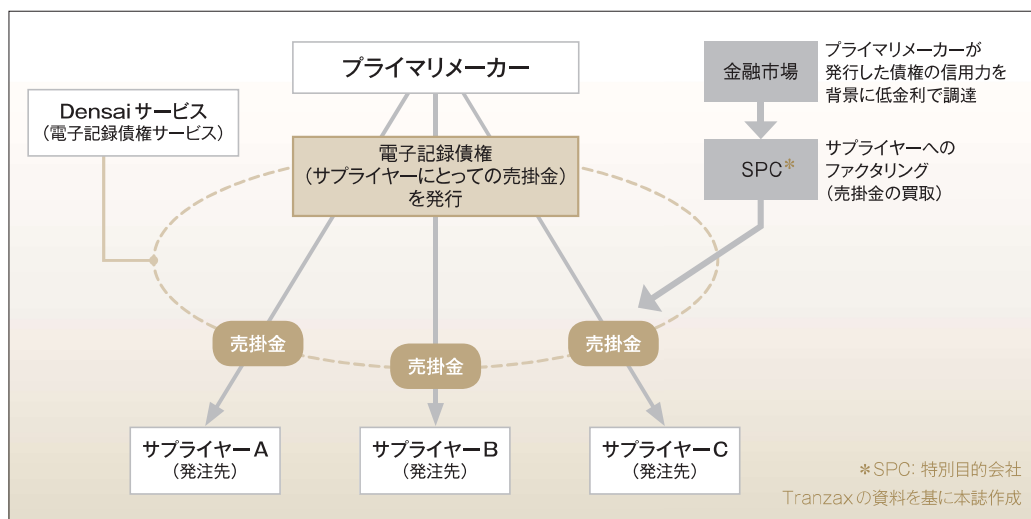 プライマリメーカー
Densaiサービス
（電子記録債権サービス）
電子記録債権
（サプライヤーにとっての売掛金）
を発行
金融市場
プライマリメーカーが
発行した債権の信用力を
背景に低金利で調達
SPC*
サプライヤーへの
ファクタリング
（売掛金の買取）
売掛金
売掛金
売掛金
サプライヤーA
（発注先）
サプライヤーB
（発注先）
サプライヤーC
（発注先）
*SPC: 特別目的会社
Tranzaxの資料を基に本誌作成